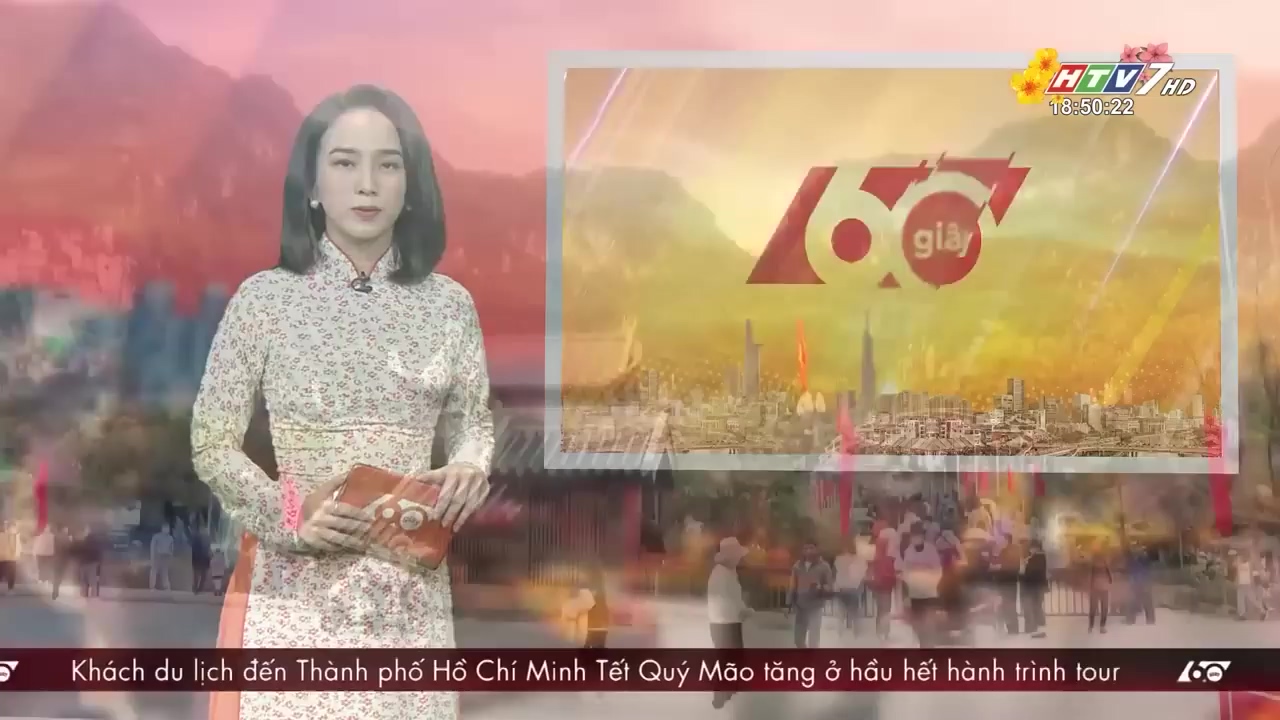 HTV7 HD
18:50:22
60 giây
Khách du lịch đến Thành phố Hồ Chí Minh Tết Quý Mão tăng ở hầu hết hành trình tour